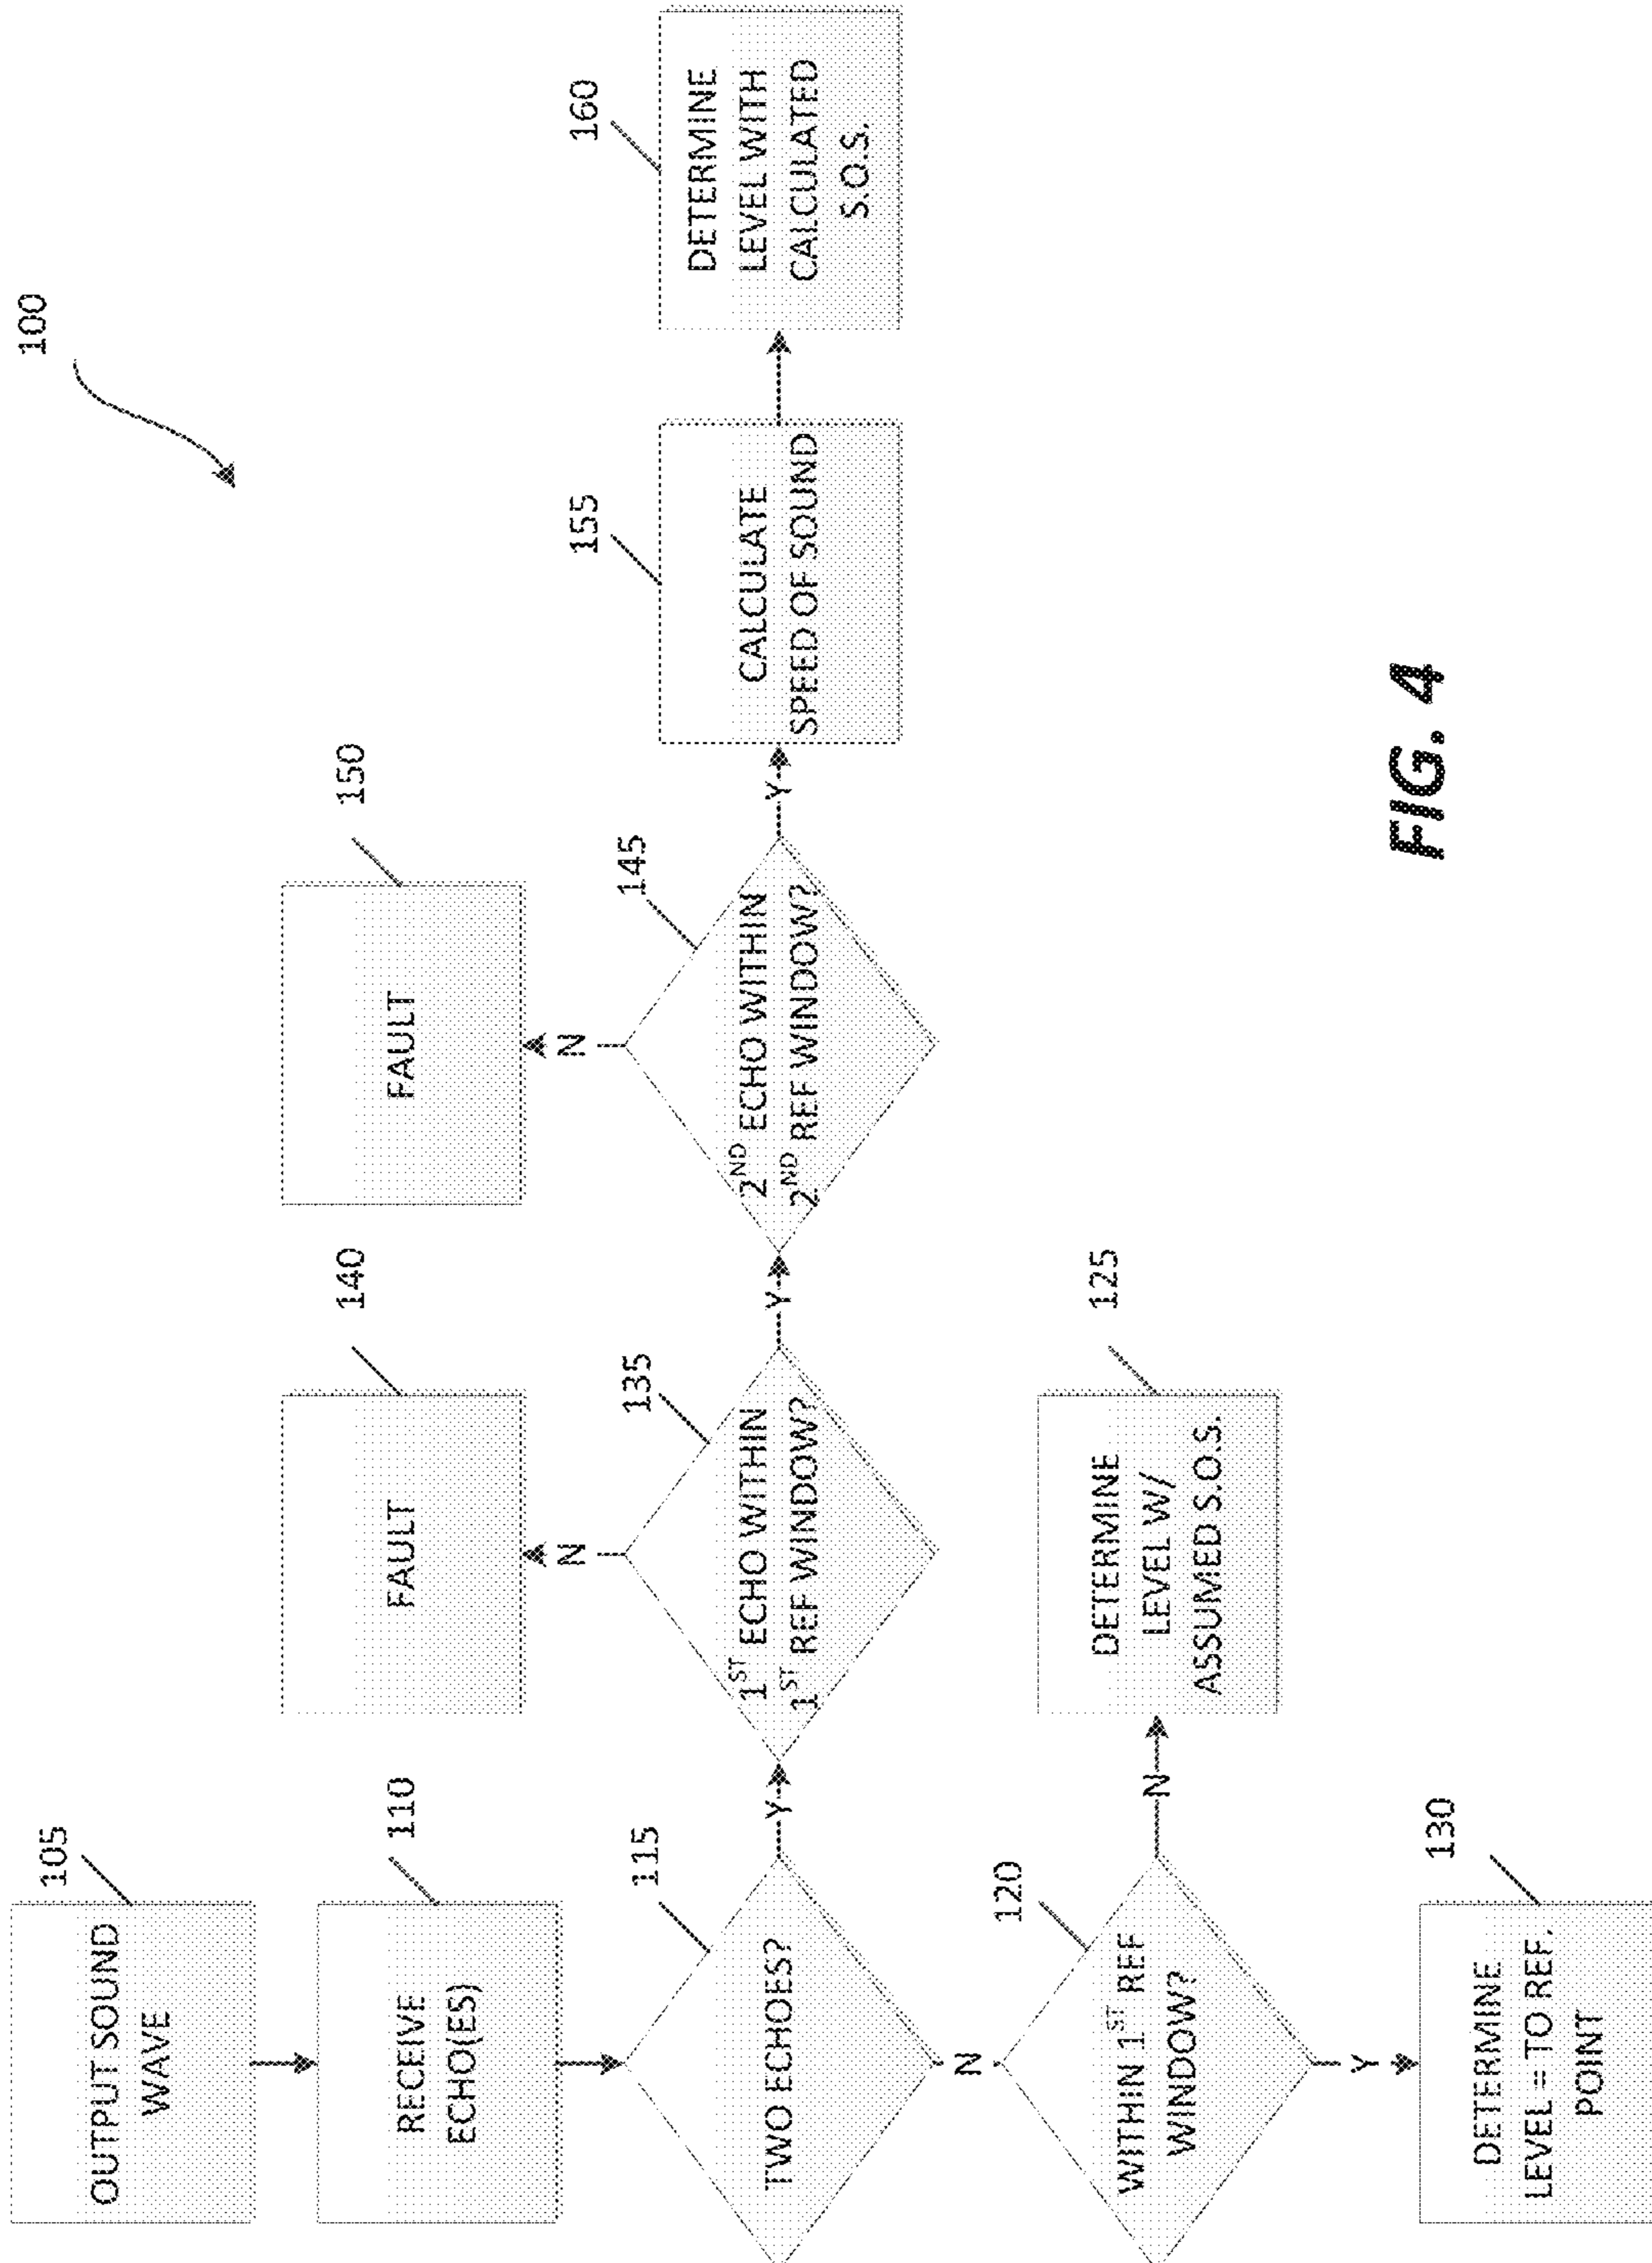 100
105
OUTPUT SOUND
WAVE
110
RECEIVE
ECHO(ES)
115
TWO ECHOES?
Y
N
120
WITHIN 1ST REF
WINDOW?
N
125
DETERMINE
LEVEL W/
ASSUMED S.O.S.
Y
130
DETERMINE
LEVEL = TO REF.
POINT
135
1ST ECHO WITHIN
1ST REF WINDOW?
N
140
FAULT
Y
145
2ND ECHO WITHIN
2ND REF WINDOW?
N
150
FAULT
Y
155
CALCULATE
SPEED OF SOUND
160
DETERMINE
LEVEL WITH
CALCULATED
S.O.S.
FIG. 4